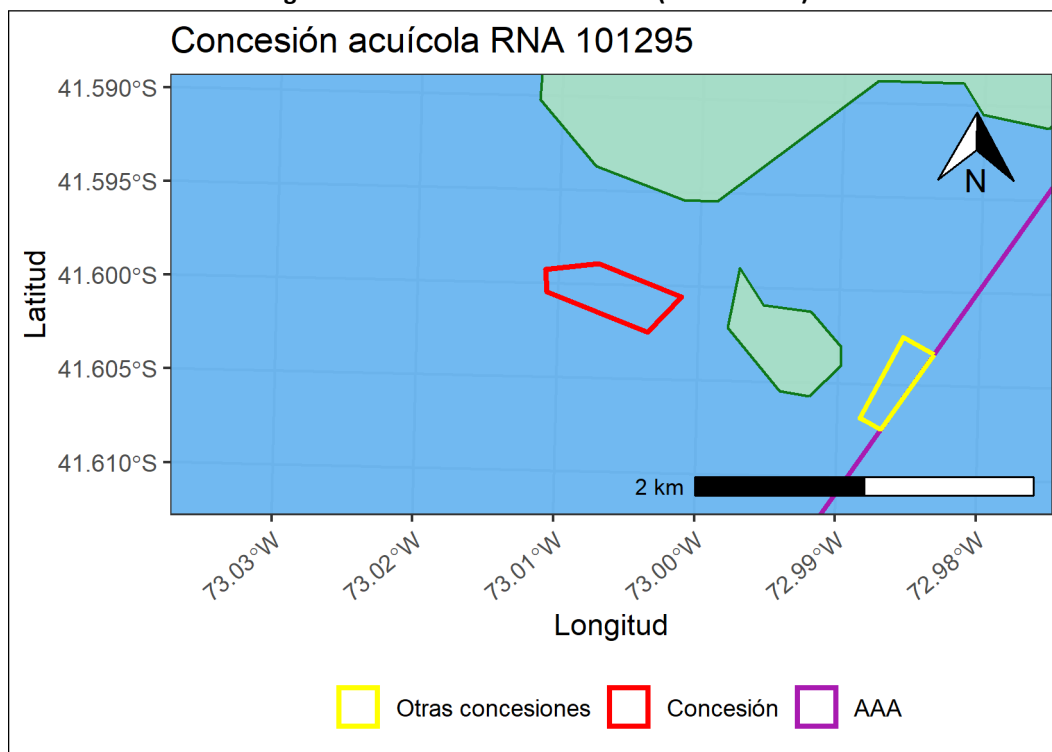 Concesión acuícola RNA 101295
41.590°S
41.595°S
41.600°S
41.605°S
41.610°S
Latitud
N
2 km
73.03°W
73.02°W
73.01°W
73.00°W
72.99°W
72.98°W
Longitud
Otras concesiones
Concesión
AAA